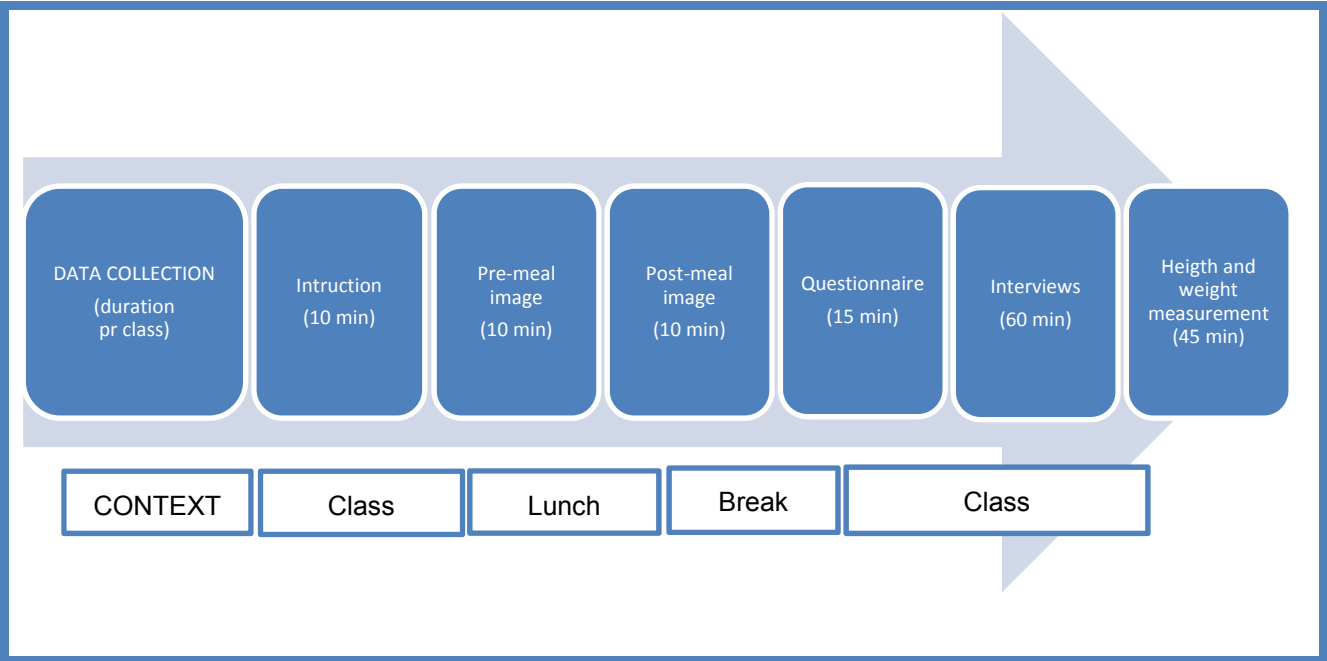 DATA COLLECTION
(duration
pr class)
Intruction
(10 min)
Pre-meal
image
(10 min)
Post-meal
image
(10 min)
Questionnaire
(15 min)
Interviews
(60 min)
Heigth and
weight
measurement
(45 min)
CONTEXT
Class
Lunch
Break
Class